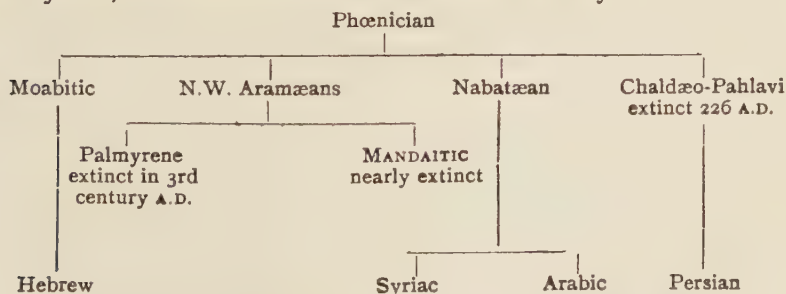 Phœnician
Moabitic N.W. Aramæans Nabatæan Chaldæo-Pahlavi
extinct 226 A.D.
Palmyrene MANDAITIC
extinct in 3rd nearly extinct
century A.D.
Hebrew Syriac Arabic Persian